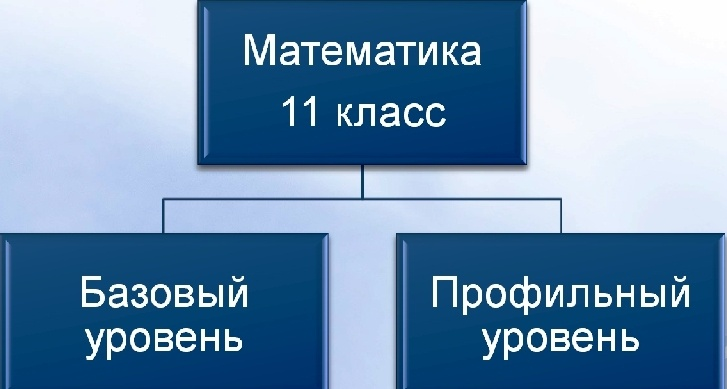 Математика
11 класс
Базовый
уровень
Профильный
уровень